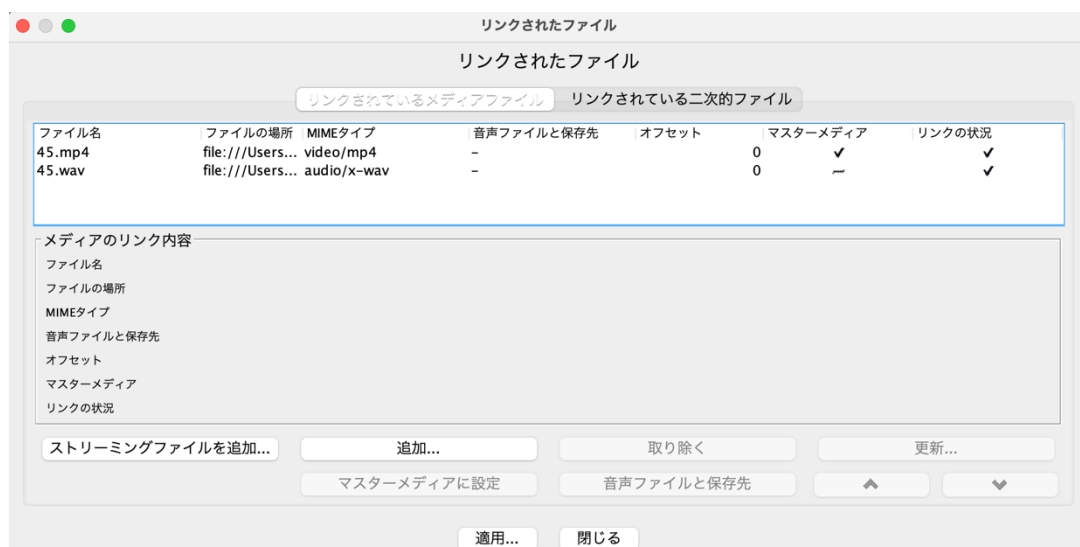 リンクされたファイル
リンクされたファイル
リンクされているメディアファイル リンクされている二次的ファイル
ファイル名 ファイルの場所 MIMEタイプ 音声ファイルと保存先 オフセット マスターメディア リンクの状況
45.mp4 file:///Users... video/mp4 – 0 ✔ ✔
45.wav file:///Users... audio/x-wav – 0 ✔
メディアのリンク内容
ファイル名
ファイルの場所
MIMEタイプ
音声ファイルと保存先
オフセット
マスターメディア
リンクの状況
ストリーミングファイルを追加... 追加... 取り除く 更新...
マスターメディアに設定 音声ファイルと保存先
適用... 閉じる